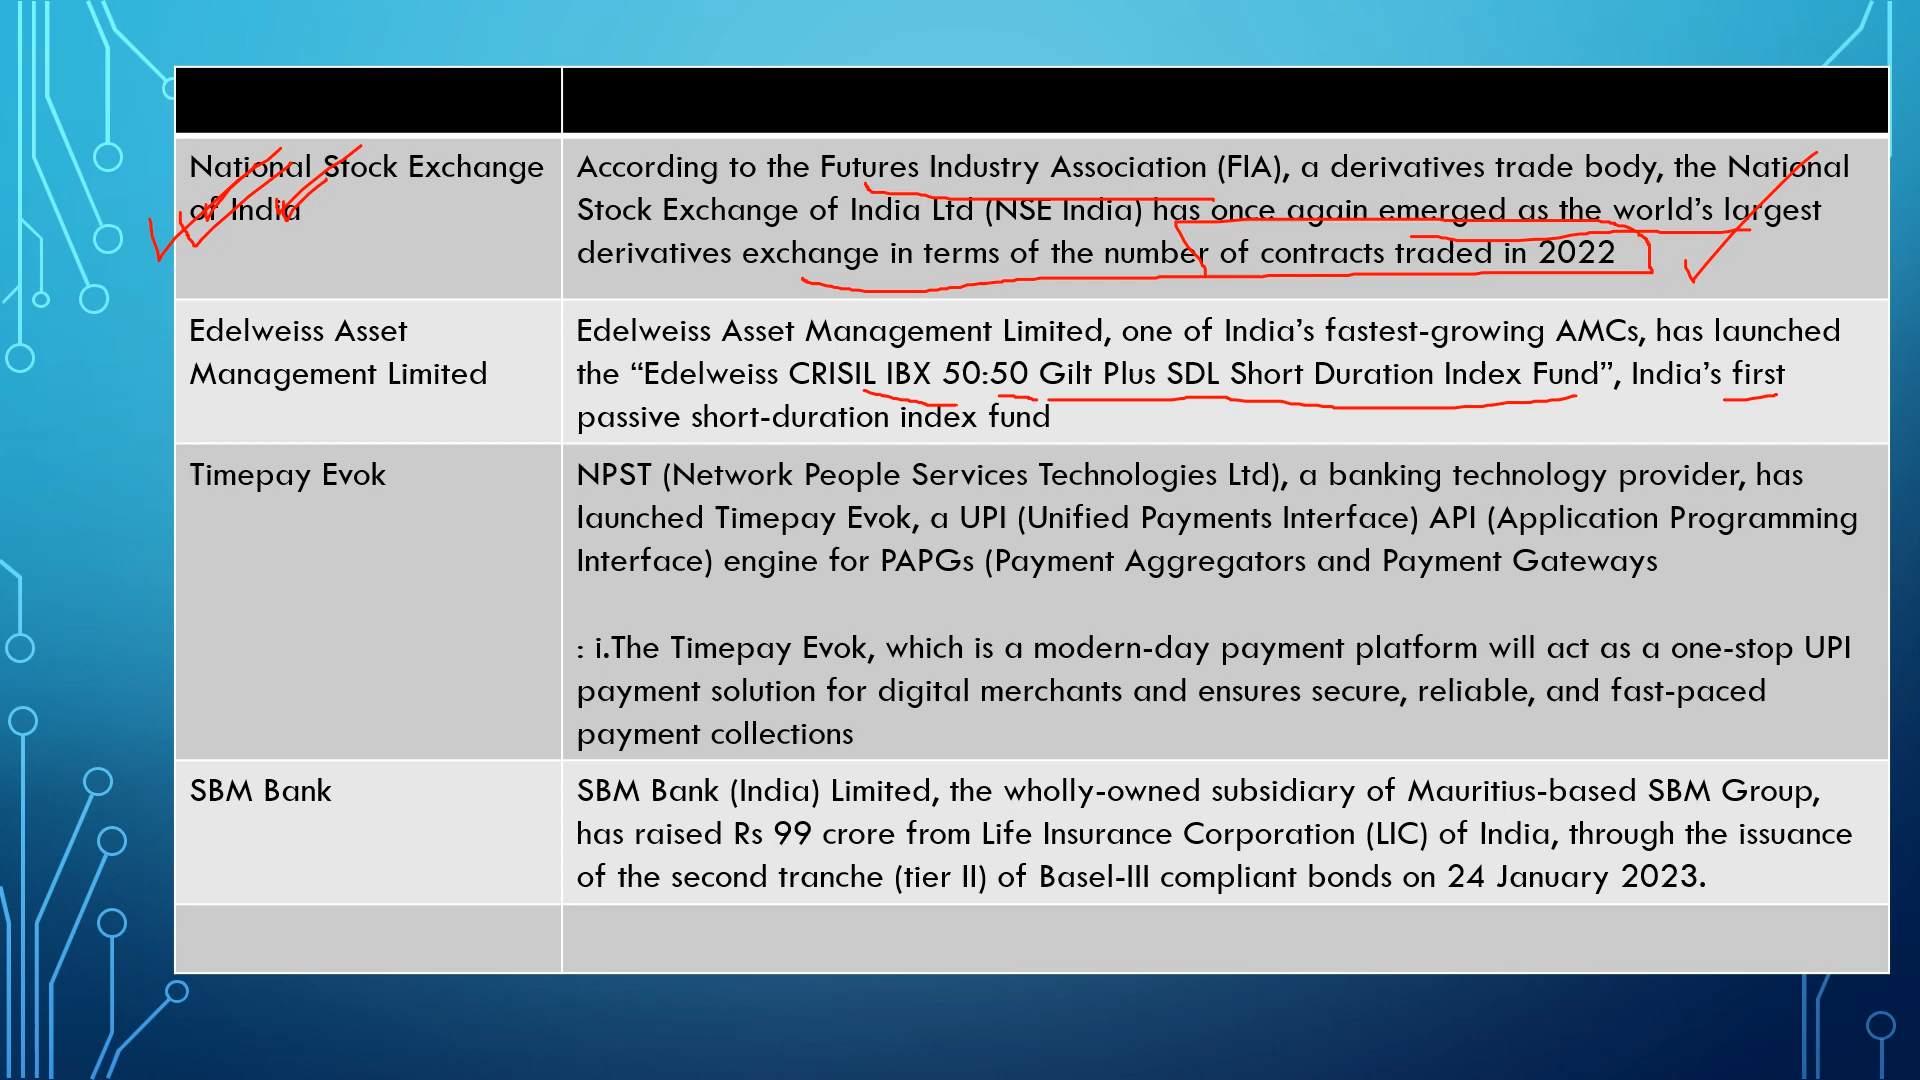 National Stock Exchange
of India
According to the Futures Industry Association (FIA), a derivatives trade body, the National
Stock Exchange of India Ltd (NSE India) has once again emerged as the world’s largest
derivatives exchange in terms of the number of contracts traded in 2022
Edelweiss Asset
Management Limited
Edelweiss Asset Management Limited, one of India’s fastest-growing AMCs, has launched
the “Edelweiss CRISIL IBX 50:50 Gilt Plus SDL Short Duration Index Fund”, India’s first
passive short-duration index fund
Timepay Evok
NPST (Network People Services Technologies Ltd), a banking technology provider, has
launched Timepay Evok, a UPI (Unified Payments Interface) API (Application Programming
Interface) engine for PAPGs (Payment Aggregators and Payment Gateways
: i.The Timepay Evok, which is a modern-day payment platform will act as a one-stop UPI
payment solution for digital merchants and ensures secure, reliable, and fast-paced
payment collections
SBM Bank
SBM Bank (India) Limited, the wholly-owned subsidiary of Mauritius-based SBM Group,
has raised Rs 99 crore from Life Insurance Corporation (LIC) of India, through the issuance
of the second tranche (tier II) of Basel-III compliant bonds on 24 January 2023.